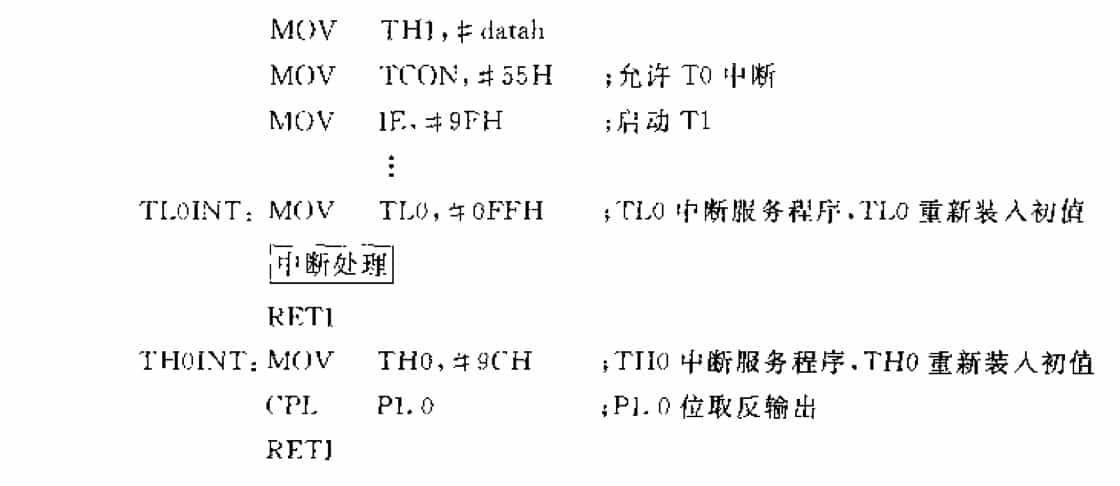 MOV TH1,#datah
MOV TCON,#55H ;允许 T0 中断
MOV IE,#9FH ;启动 T1
⋮
TL0INT: MOV TL0,#0FFH ;TL0 中断服务程序,TL0 重新装入初值
中断处理
RETI
TH0INT: MOV TH0,#9CH ;TH0 中断服务程序,TH0 重新装入初值
CPL P1.0 ;P1.0 位取反输出
RETI